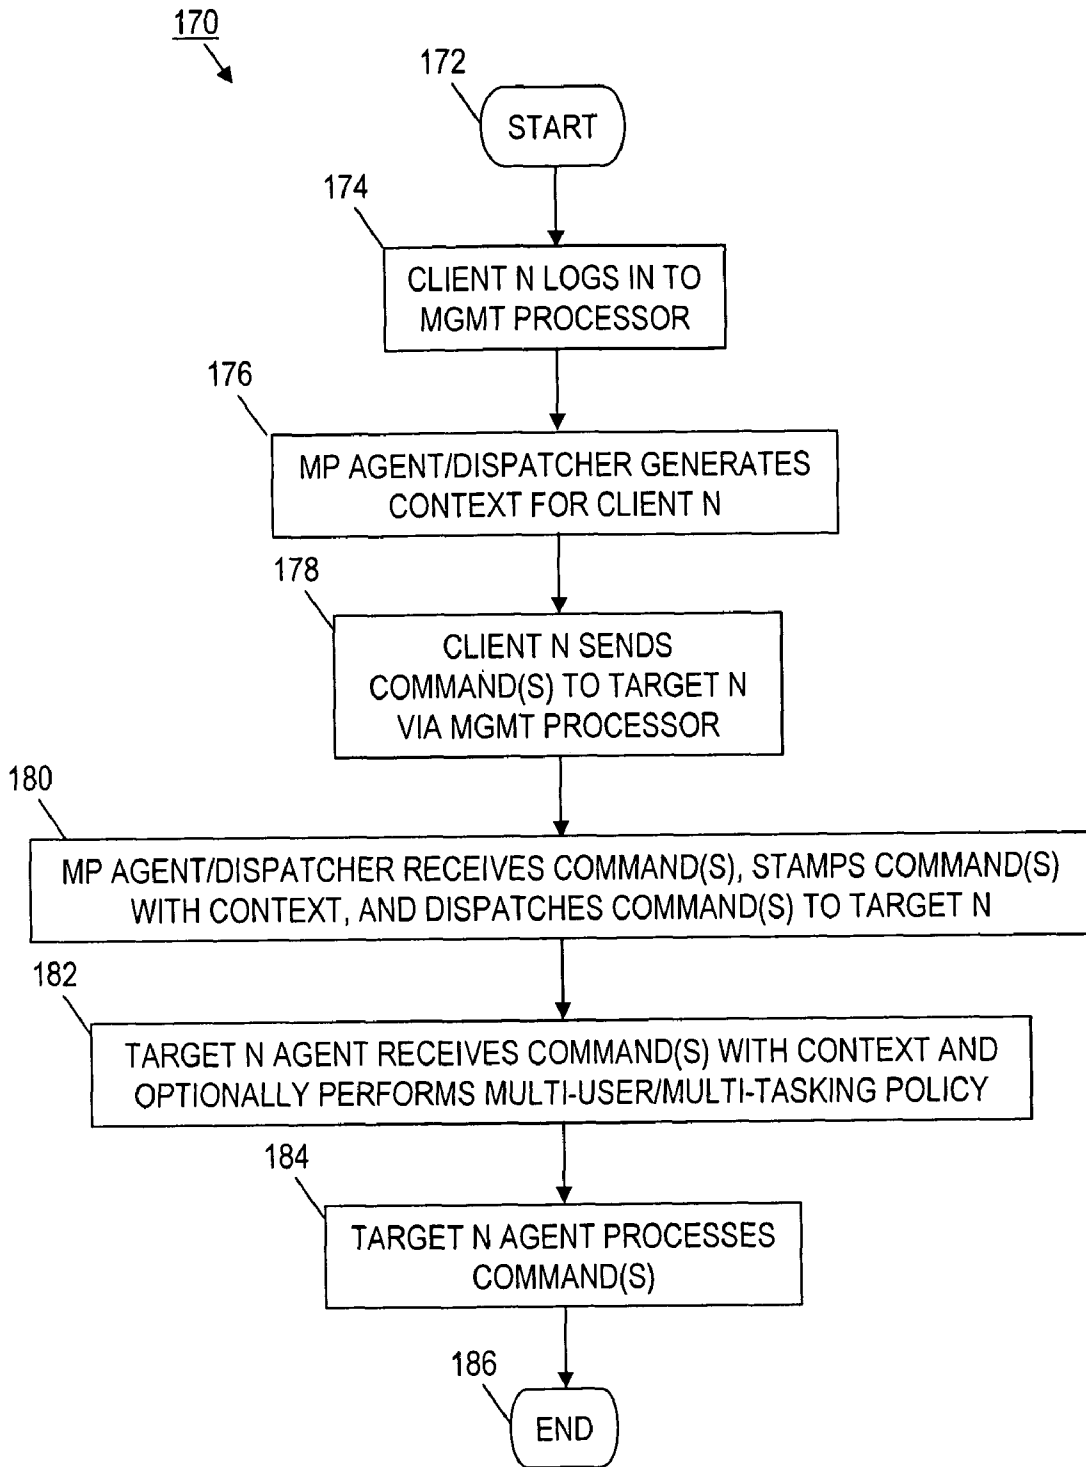 170
172
START
174
CLIENT N LOGS IN TO
MGMT PROCESSOR
176
MP AGENT/DISPATCHER GENERATES
CONTEXT FOR CLIENT N
178
CLIENT N SENDS
COMMAND(S) TO TARGET N
VIA MGMT PROCESSOR
180
MP AGENT/DISPATCHER RECEIVES COMMAND(S), STAMPS COMMAND(S)
WITH CONTEXT, AND DISPATCHES COMMAND(S) TO TARGET N
182
TARGET N AGENT RECEIVES COMMAND(S) WITH CONTEXT AND
OPTIONALLY PERFORMS MULTI-USER/MULTI-TASKING POLICY
184
TARGET N AGENT PROCESSES
COMMAND(S)
186
END